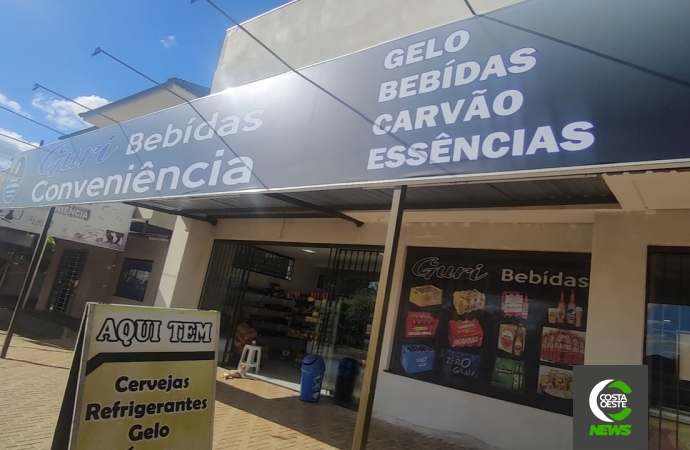 GELO
BEBÍDAS
CARVÃO
ESSÊNCIAS
Guri Bebídas
Conveniência
Guri Bebídas
AQUI TEM
Cervejas
Refrigerantes
Gelo
COSTA
OESTE
NEWS